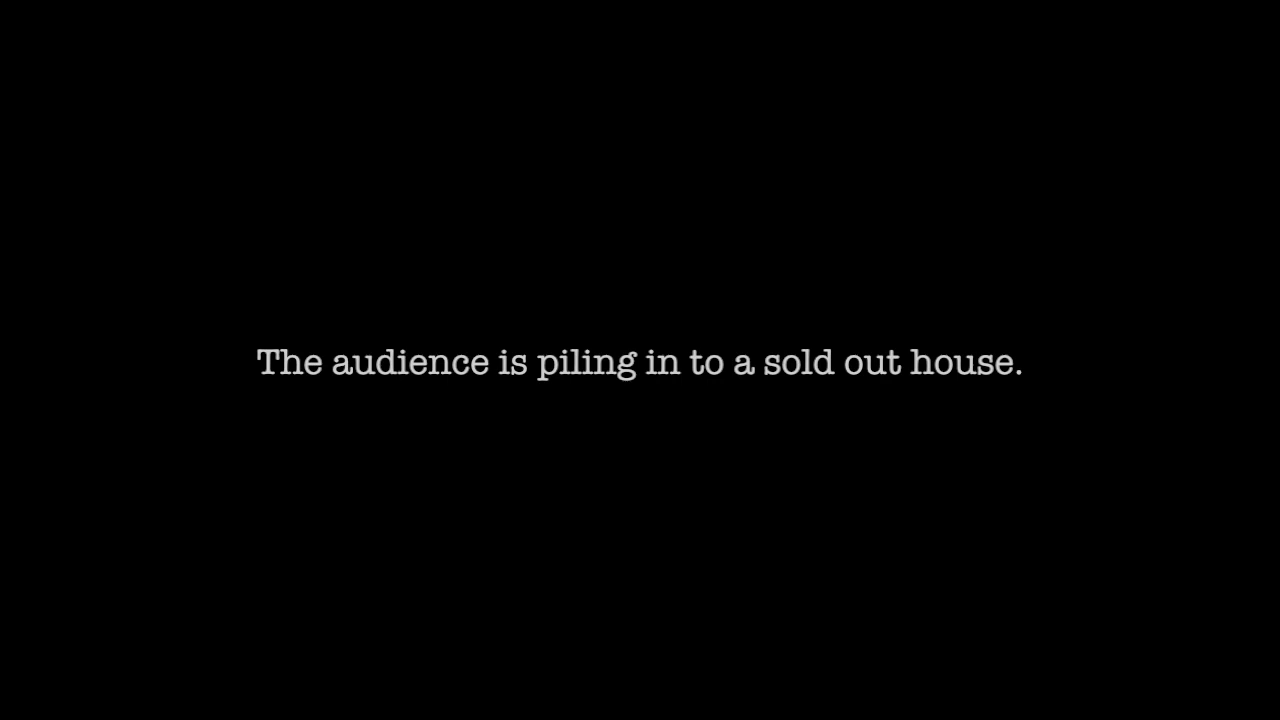 The audience is piling in to a sold out house.